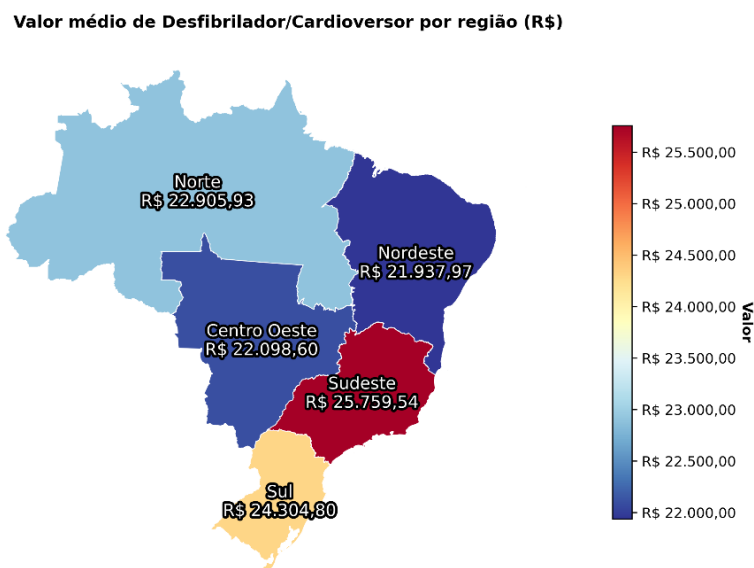 Valor médio de Desfibrilador/Cardioversor por região (R$)
Norte
R$ 22.905,93
Nordeste
R$ 21.937,97
Centro Oeste
R$ 22.098,60
Sudeste
R$ 25.759,54
Sul
R$ 24.304,80
R$ 25.500,00
R$ 25.000,00
R$ 24.500,00
R$ 24.000,00
R$ 23.500,00
R$ 23.000,00
R$ 22.500,00
R$ 22.000,00
Valor